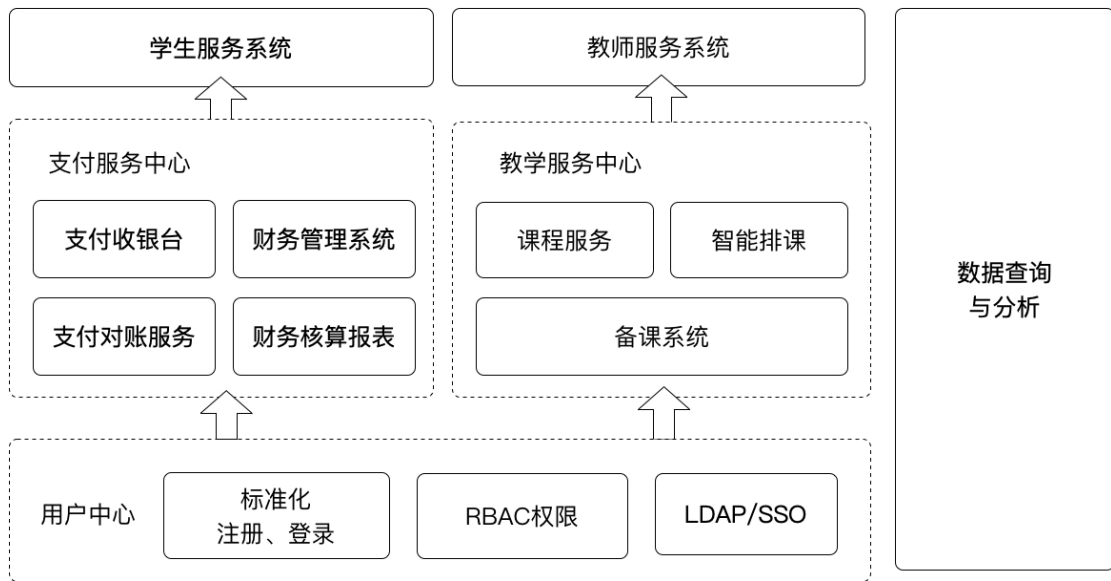 学生服务系统
教师服务系统
支付服务中心
支付收银台
财务管理系统
支付对账服务
财务核算报表
教学服务中心
课程服务
智能排课
备课系统
用户中心
标准化
注册、登录
RBAC权限
LDAP/SSO
数据查询
与分析